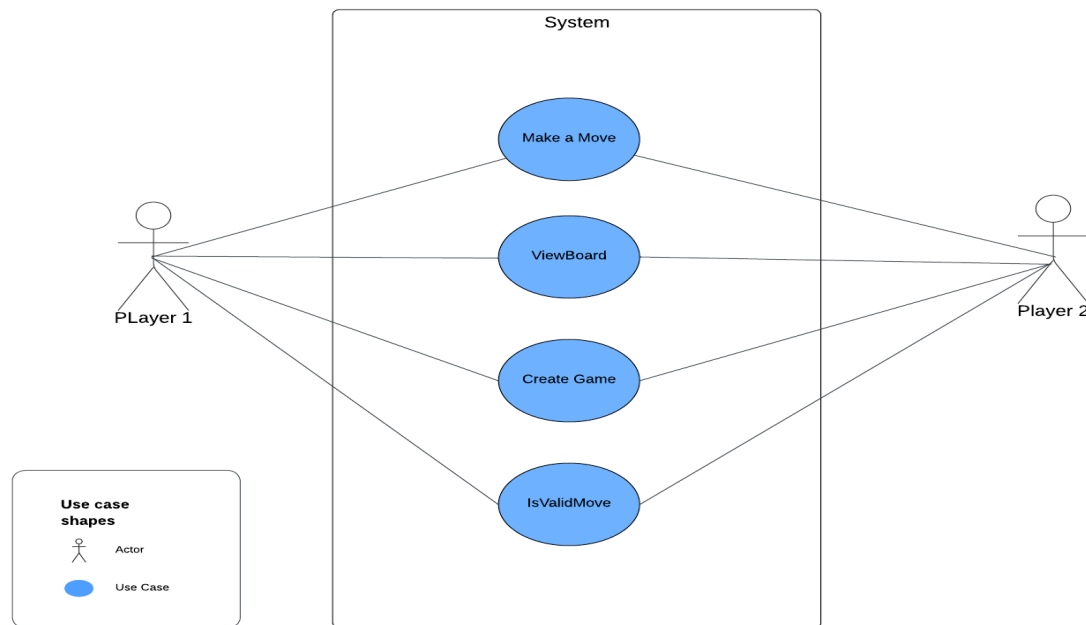 System
Make a Move
ViewBoard
PLayer 1
Player 2
Create Game
IsValidMove
Use case
shapes
Actor
Use Case